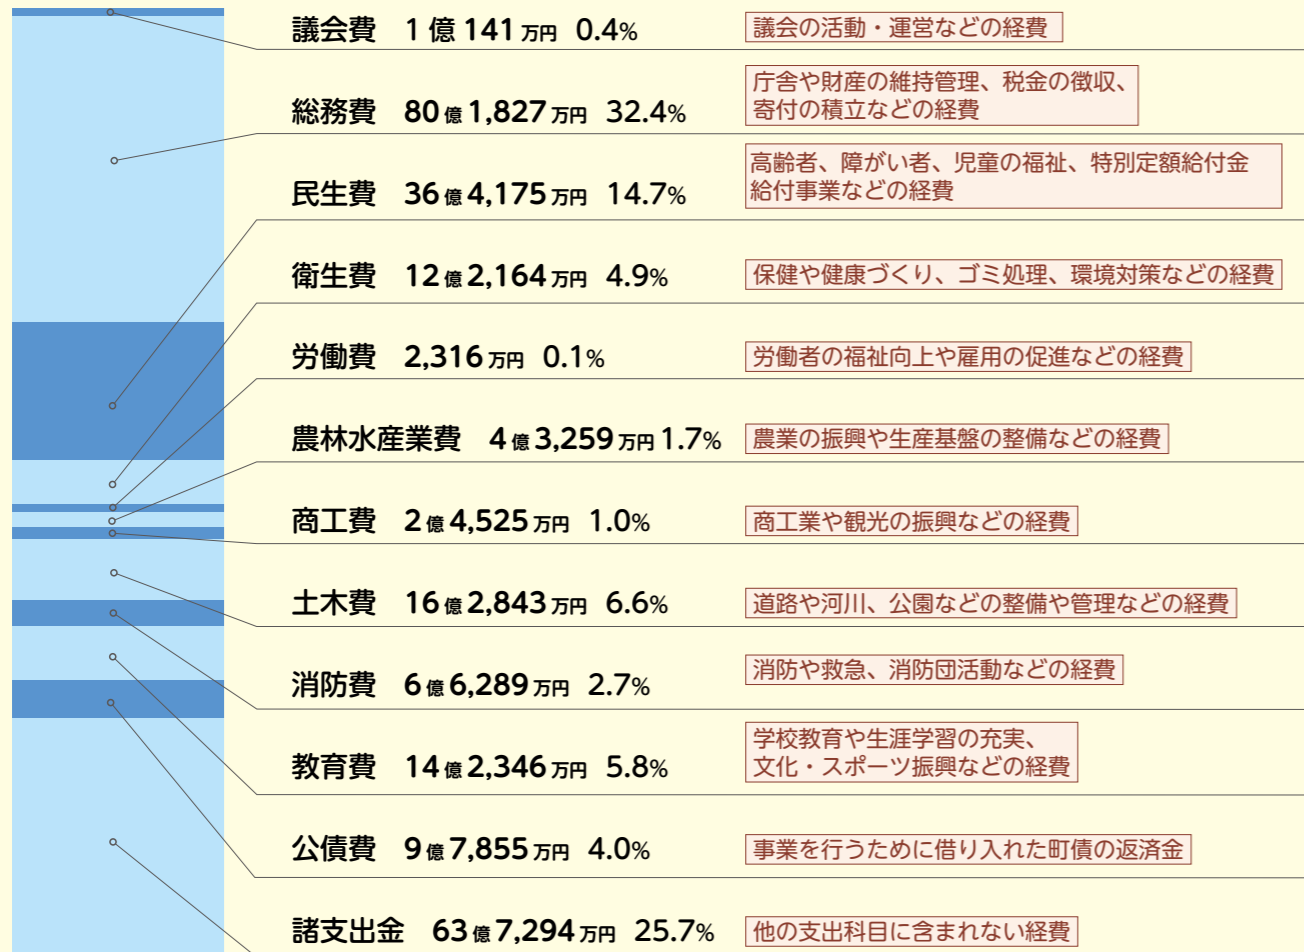 議会費 1億141万円 0.4% 議会の活動・運営などの経費
総務費 80億1,827万円 32.4% 庁舎や財産の維持管理、税金の徴収、
寄付の積立などの経費
民生費 36億4,175万円 14.7% 高齢者、障がい者、児童の福祉、特別定額給付金
給付事業などの経費
衛生費 12億2,164万円 4.9% 保健や健康づくり、ゴミ処理、環境対策などの経費
労働費 2,316万円 0.1% 労働者の福祉向上や雇用の促進などの経費
農林水産業費 4億3,259万円 1.7% 農業の振興や生産基盤の整備などの経費
商工費 2億4,525万円 1.0% 商工業や観光の振興などの経費
土木費 16億2,843万円 6.6% 道路や河川、公園などの整備や管理などの経費
消防費 6億6,289万円 2.7% 消防や救急、消防団活動などの経費
教育費 14億2,346万円 5.8% 学校教育や生涯学習の充実、
文化・スポーツ振興などの経費
公債費 9億7,855万円 4.0% 事業を行うために借り入れた町債の返済金
諸支出金 63億7,294万円 25.7% 他の支出科目に含まれない経費